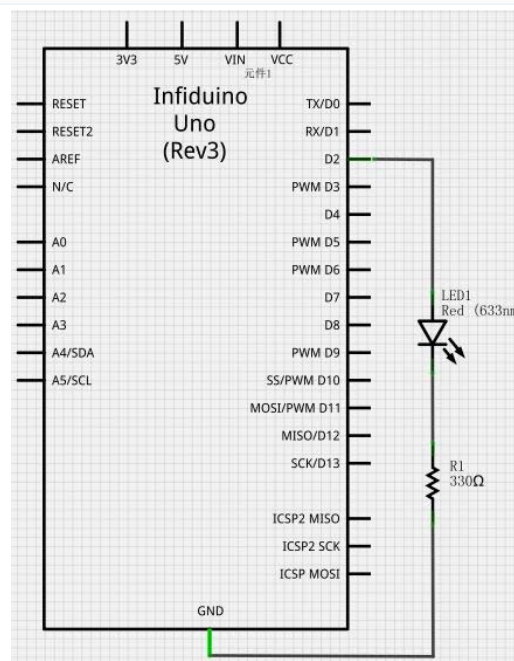 3V3
5V
VIN
VCC
元件1
Infiduino
Uno
(Rev3)
RESET
RESET2
AREF
N/C
A0
A1
A2
A3
A4/SDA
A5/SCL
TX/D0
RX/D1
D2
PWM D3
D4
PWM D5
PWM D6
D7
D8
PWM D9
SS/PWM D10
MOSI/PWM D11
MISO/D12
SCK/D13
ICSP2 MISO
ICSP2 SCK
ICSP MOSI
GND
LED1
Red (633nm
R1
330Ω